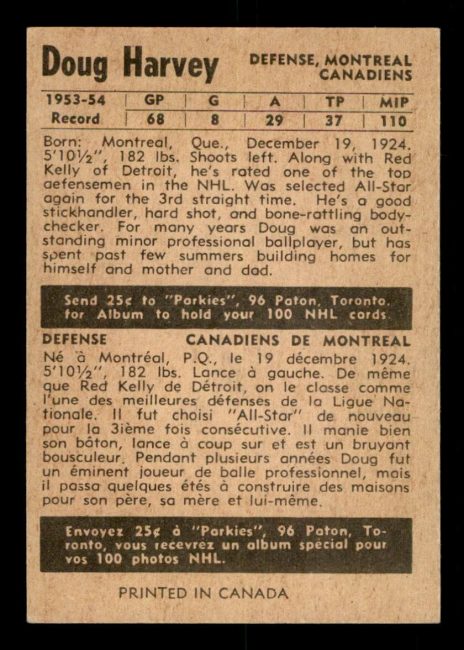 Doug Harvey DEFENSE, MONTREAL CANADIENS
1953-54 GP G A TP MIP
Record 68 8 29 37 110
Born: Montreal, Que., December 19, 1924.
5'10½", 182 lbs. Shoots left. Along with Red
Kelly of Detroit, he's rated one of the top
aefensemen in the NHL. Was selected All-Star
again for the 3rd straight time. He's a good
stickhandler, hard shot, and bone-rattling body-
checker. For many years Doug was an out-
standing minor professional ballplayer, but has
spent past few summers building homes for
himself and mother and dad.
Send 25¢ to "Parkies", 96 Paton, Toronto,
for Album to hold your 100 NHL cards.
DEFENSE CANADIENS DE MONTREAL
Né à Montréal, P.Q., le 19 décembre 1924.
5'10½", 182 lbs. Lance à gauche. De même
que Red Kelly de Détroit, on le classe comme
l'une des meilleures défenses de la Ligue Na-
tionale. Il fut choisi "All-Star" de nouveau
pour la 3ième fois consécutive. Il manie bien
son bâton, lance à coup sur et est un bruyant
bousculeur. Pendant plusieurs années Doug fut
un éminent joueur de balle professionnel, mais
il passa quelques étés à construire des maisons
pour son père, sa mère et lui-même.
Envoyez 25¢ à "Parkies", 96 Paton, To-
ronto, vous recevrez un album spécial pour
vos 100 photos NHL.
PRINTED IN CANADA